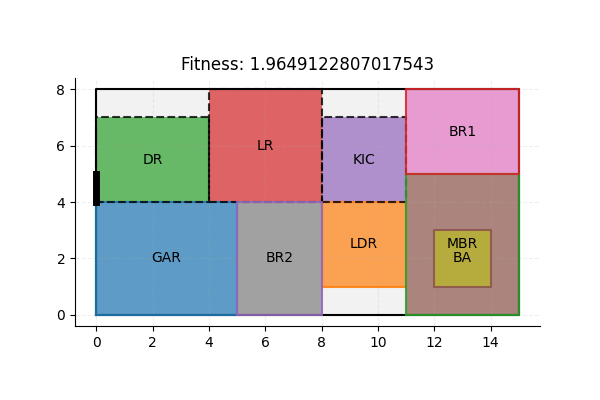 Fitness: 1.9649122807017543
8
6
4
2
0
DR
LR
KIC
BR1
GAR
BR2
LDR
MBR
BA
0
2
4
6
8
10
12
14